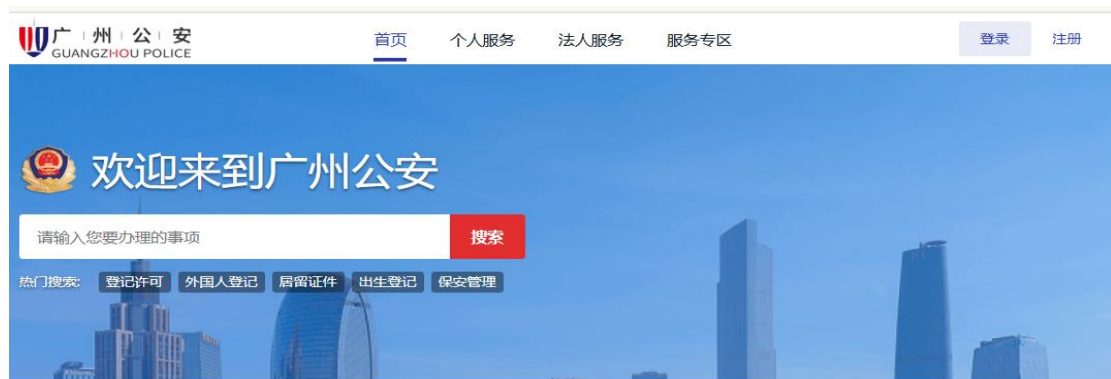 广州公安
GUANGZHOU POLICE
首页 个人服务 法人服务 服务专区 登录 注册
欢迎来到广州公安
请输入您要办理的事项 搜索
热门搜索: 登记许可 外国人登记 居留证件 出生登记 保安管理